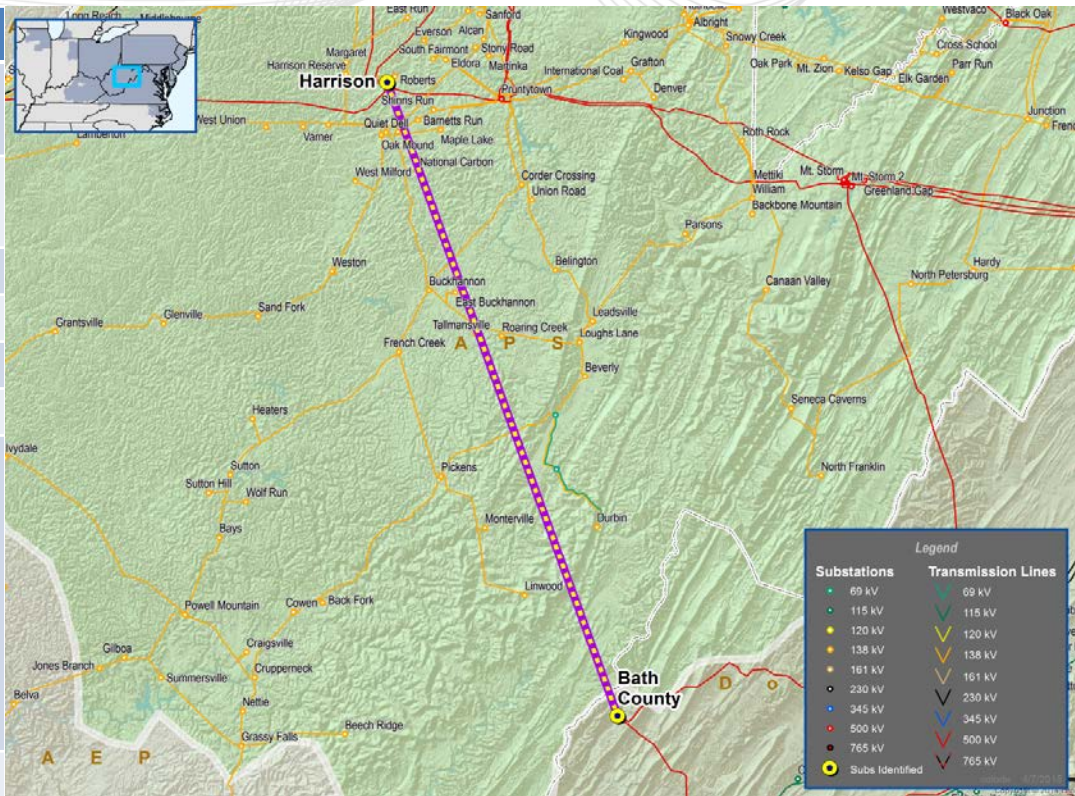 Long Reach
Middlebourne
East Run
Sanford
Everson
Alcan
Albright
Westvaco
Black Oak
Margaret
South Fairmont
Stony Road
Kingwood
Snowy Creek
Cross School
Harrison Reserve
Eldora
Martinka
Oak Park
Mt. Zion
Kelso Gap
Parr Run
Harrison
Roberts
International Coal
Grafton
Elk Garden
Shinns Run
Pruntytown
Denver
Junction
West Union
Quiet Dell
Barnetts Run
Varner
Maple Lake
Roth Rock
Lamberton
Oak Mound
National Carbon
West Milford
Corder Crossing
Mettiki
Mt. Storm
Mt. Storm 2
Union Road
William
Greenland Gap
Backbone Mountain
Parsons
Weston
Belington
Hardy
Buckhannon
Canaan Valley
North Petersburg
Sand Fork
East Buckhannon
Grantsville
Glenville
Leadsville
Tallmansville
Roaring Creek
Loughs Lane
French Creek
A P S
Beverly
Heaters
Seneca Caverns
Ivydale
Pickens
Sutton
North Franklin
Sutton Hill
Wolf Run
Bays
Monterville
Durbin
Linwood
Back Fork
Powell Mountain
Cowen
Craigsville
Gilboa
Jones Branch
Crupperneck
Summersville
Belva
Nettie
Bath
County
D o
Beech Ridge
Grassy Falls
A E P
Legend
Substations Transmission Lines
69 kV 69 kV
115 kV 115 kV
120 kV 120 kV
138 kV 138 kV
161 kV 161 kV
230 kV 230 kV
345 kV 345 kV
500 kV 500 kV
765 kV 765 kV
Subs Identified